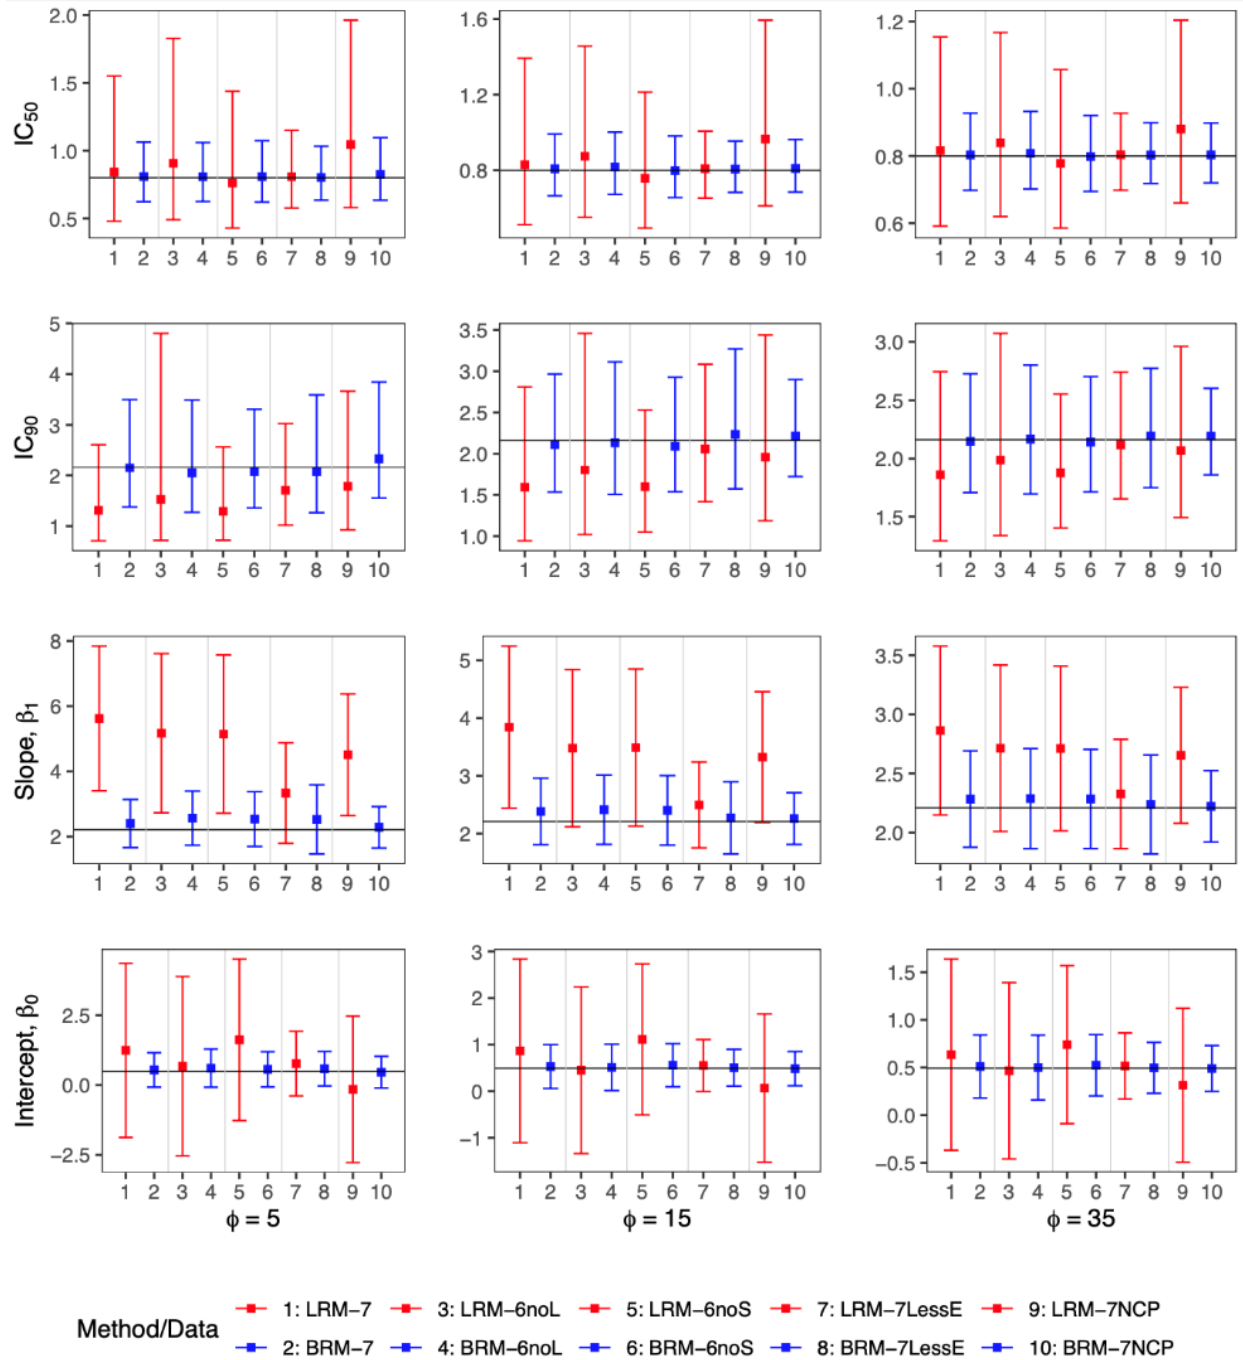 IC50
2.0
1.5
1.0
0.5
1 2 3 4 5 6 7 8 9 10
1.6
1.2
0.8
1 2 3 4 5 6 7 8 9 10
1.2
1.0
0.8
0.6
1 2 3 4 5 6 7 8 9 10
IC90
5
4
3
2
1
1 2 3 4 5 6 7 8 9 10
3.5
3.0
2.5
2.0
1.5
1.0
1 2 3 4 5 6 7 8 9 10
3.0
2.5
2.0
1.5
1 2 3 4 5 6 7 8 9 10
Slope, β1
8
6
4
2
1 2 3 4 5 6 7 8 9 10
5
4
3
2
1 2 3 4 5 6 7 8 9 10
3.5
3.0
2.5
2.0
1 2 3 4 5 6 7 8 9 10
Intercept, β0
2.5
0.0
−2.5
1 2 3 4 5 6 7 8 9 10
ϕ = 5
3
2
1
0
−1
1 2 3 4 5 6 7 8 9 10
ϕ = 15
1.5
1.0
0.5
0.0
−0.5
1 2 3 4 5 6 7 8 9 10
ϕ = 35
Method/Data
1: LRM−7 3: LRM−6noL 5: LRM−6noS 7: LRM−7LessE 9: LRM−7NCP
2: BRM−7 4: BRM−6noL 6: BRM−6noS 8: BRM−7LessE 10: BRM−7NCP